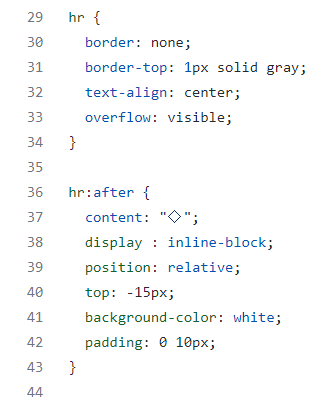 29 hr {
30   border: none;
31   border-top: 1px solid gray;
32   text-align: center;
33   overflow: visible;
34 }
35
36 hr:after {
37   content: "◇";
38   display : inline-block;
39   position: relative;
40   top: -15px;
41   background-color: white;
42   padding: 0 10px;
43 }
44